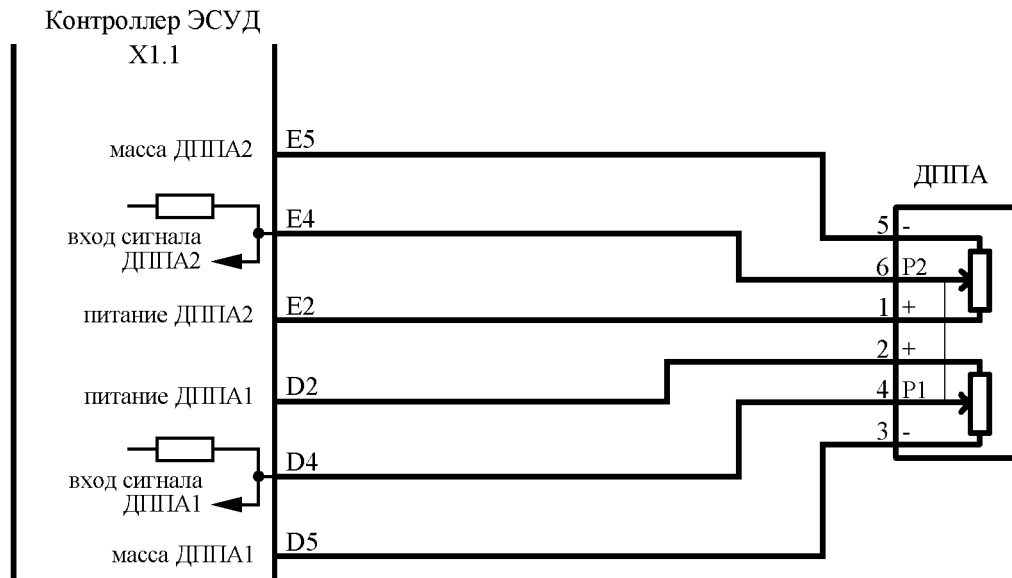 Контроллер ЭСУД
X1.1
масса ДППА2
E5
ДППА
вход сигнала
ДППА2
E4
5 -
6 P2
питание ДППА2
E2
1 +
2 +
питание ДППА1
D2
4 P1
3 -
вход сигнала
ДППА1
D4
масса ДППА1
D5